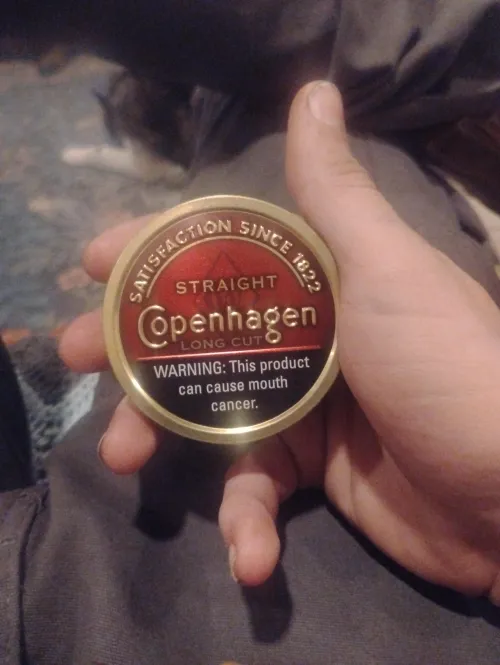 SATISFACTION SINCE 1822
STRAIGHT
Copenhagen
LONG CUT
WARNING: This product
can cause mouth
cancer.